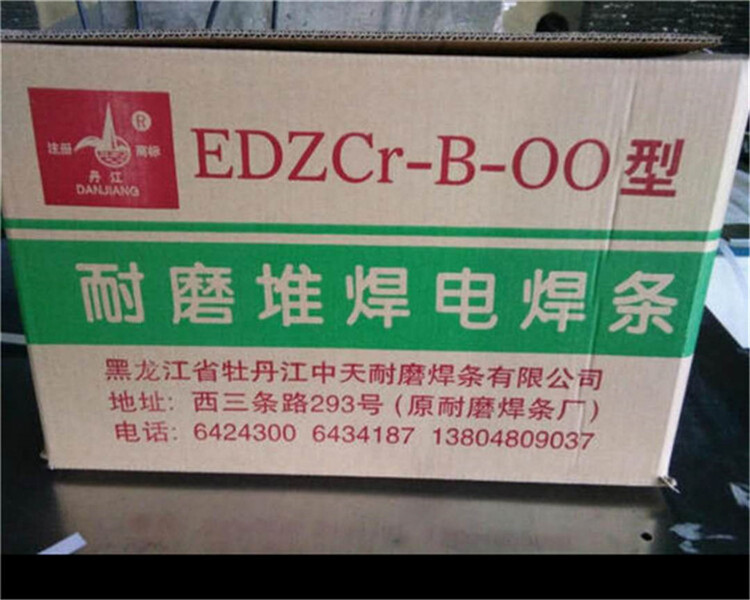 注册 商标 ®
丹江
DANJIANG
EDZCr-B-OO型
耐磨堆焊电焊条
黑龙江省牡丹江中天耐磨焊条有限公司
地址：西三条路293号（原耐磨焊条厂）
电话：6424300 6434187 13804809037